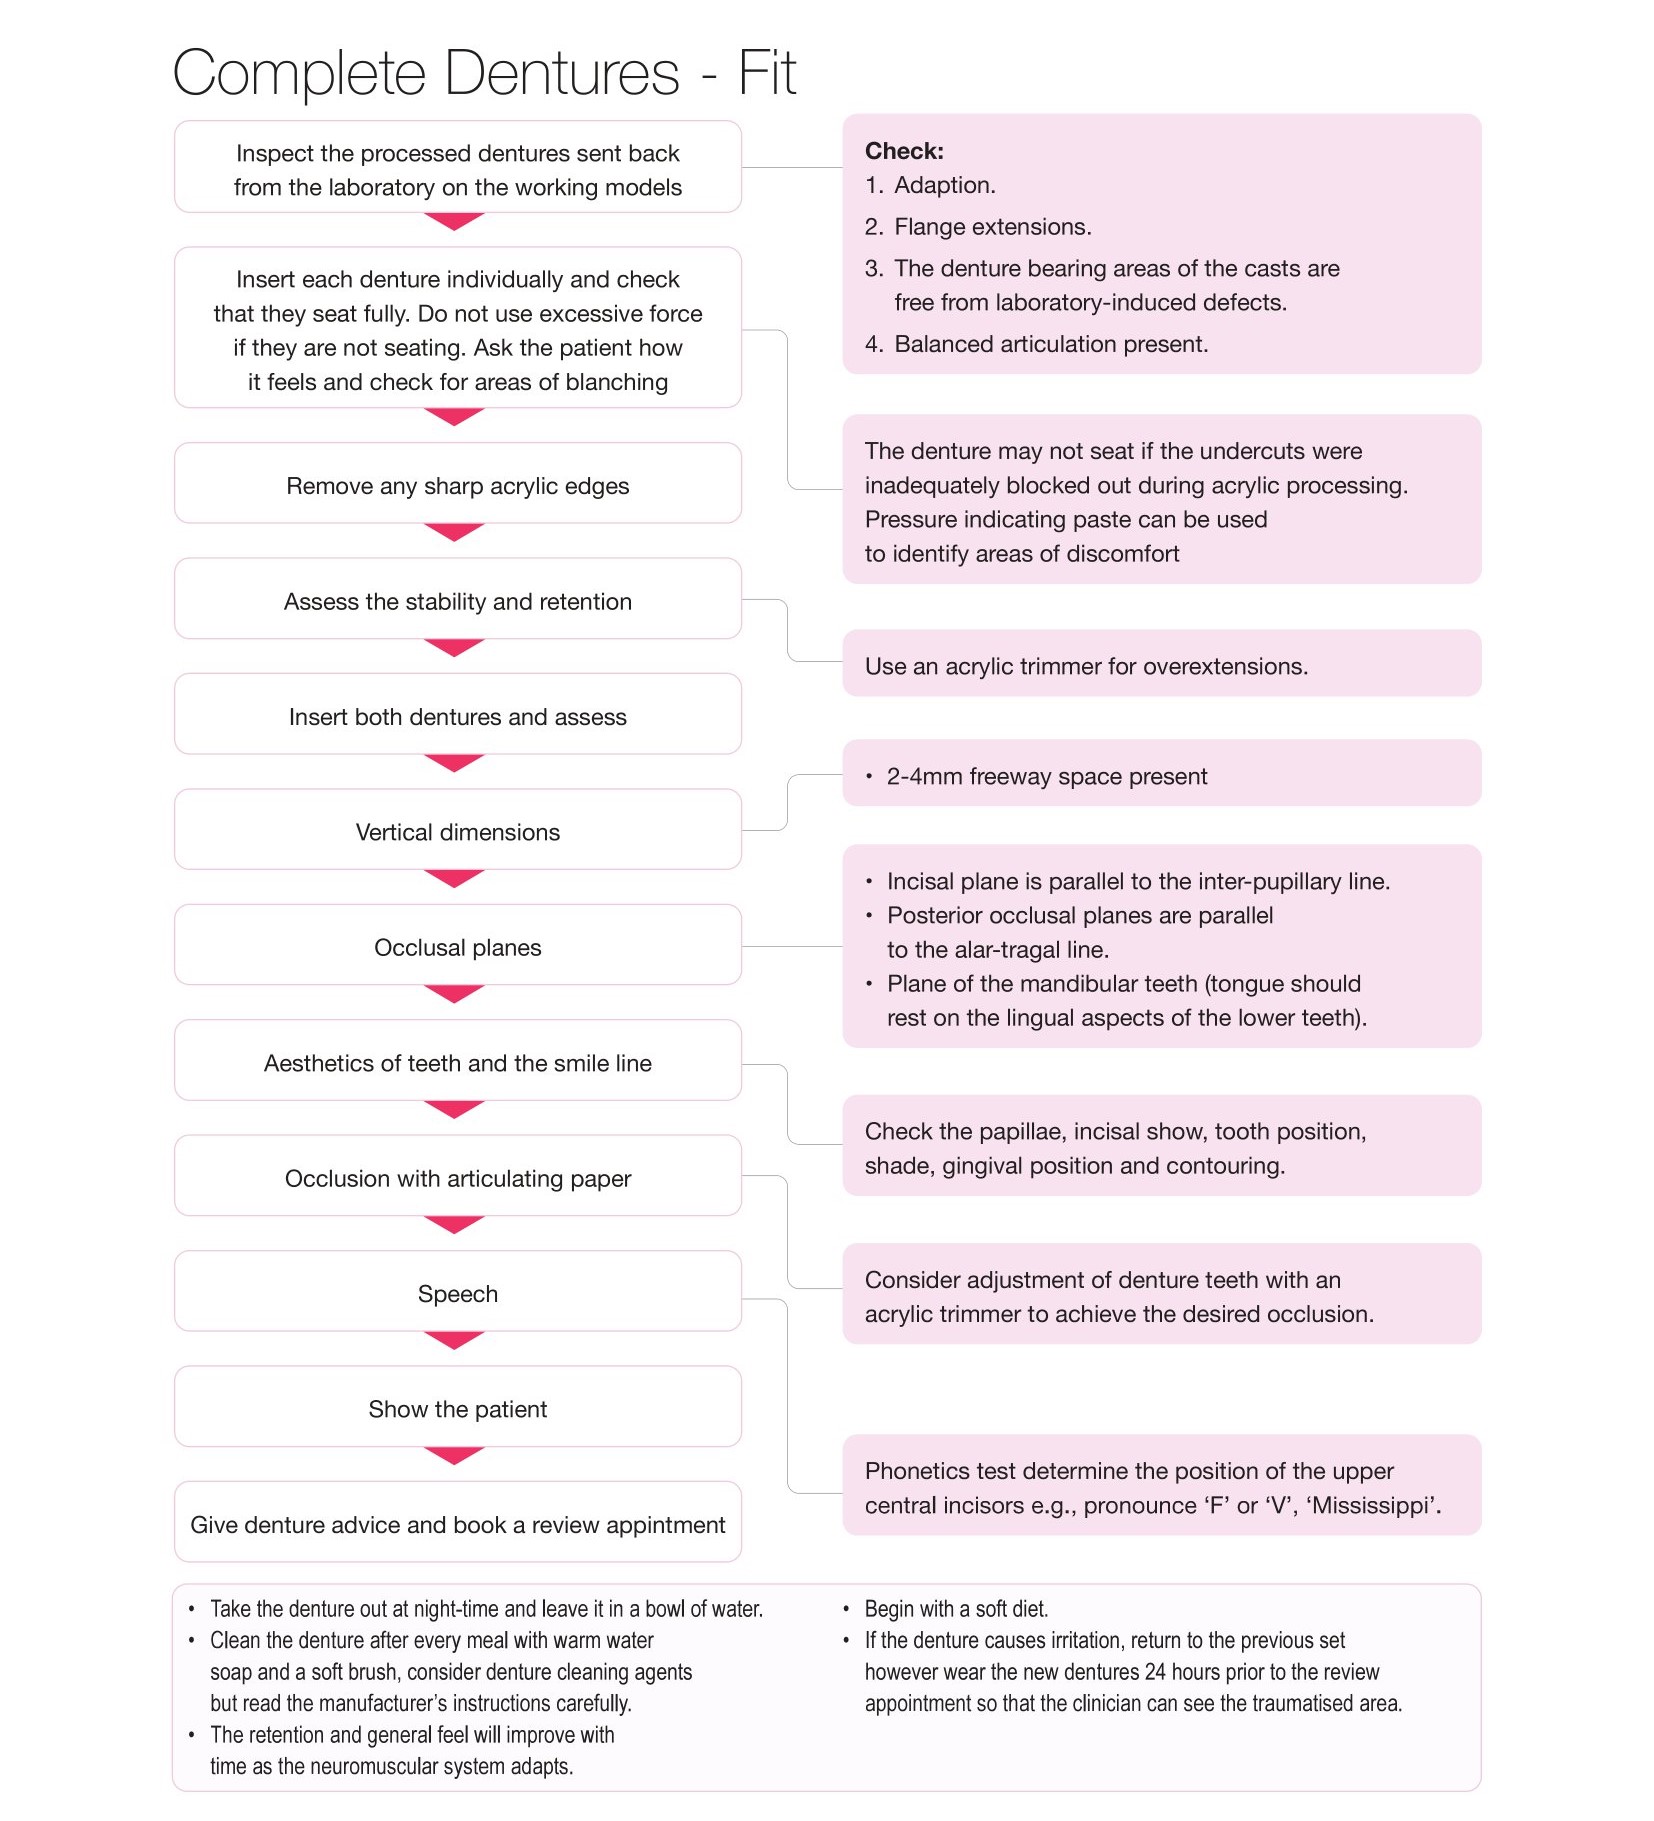 Complete Dentures - Fit
Inspect the processed dentures sent back
from the laboratory on the working models
Check:
1. Adaption.
2. Flange extensions.
3. The denture bearing areas of the casts are
free from laboratory-induced defects.
4. Balanced articulation present.
Insert each denture individually and check
that they seat fully. Do not use excessive force
if they are not seating. Ask the patient how
it feels and check for areas of blanching
The denture may not seat if the undercuts were
inadequately blocked out during acrylic processing.
Pressure indicating paste can be used
to identify areas of discomfort
Remove any sharp acrylic edges
Assess the stability and retention
Use an acrylic trimmer for overextensions.
Insert both dentures and assess
Vertical dimensions
• 2-4mm freeway space present
Occlusal planes
• Incisal plane is parallel to the inter-pupillary line.
• Posterior occlusal planes are parallel
to the alar-tragal line.
• Plane of the mandibular teeth (tongue should
rest on the lingual aspects of the lower teeth).
Aesthetics of teeth and the smile line
Check the papillae, incisal show, tooth position,
shade, gingival position and contouring.
Occlusion with articulating paper
Consider adjustment of denture teeth with an
acrylic trimmer to achieve the desired occlusion.
Speech
Phonetics test determine the position of the upper
central incisors e.g., pronounce ‘F’ or ‘V’, ‘Mississippi’.
Show the patient
Give denture advice and book a review appintment
• Take the denture out at night-time and leave it in a bowl of water.
• Clean the denture after every meal with warm water
soap and a soft brush, consider denture cleaning agents
but read the manufacturer’s instructions carefully.
• The retention and general feel will improve with
time as the neuromuscular system adapts.
• Begin with a soft diet.
• If the denture causes irritation, return to the previous set
however wear the new dentures 24 hours prior to the review
appointment so that the clinician can see the traumatised area.